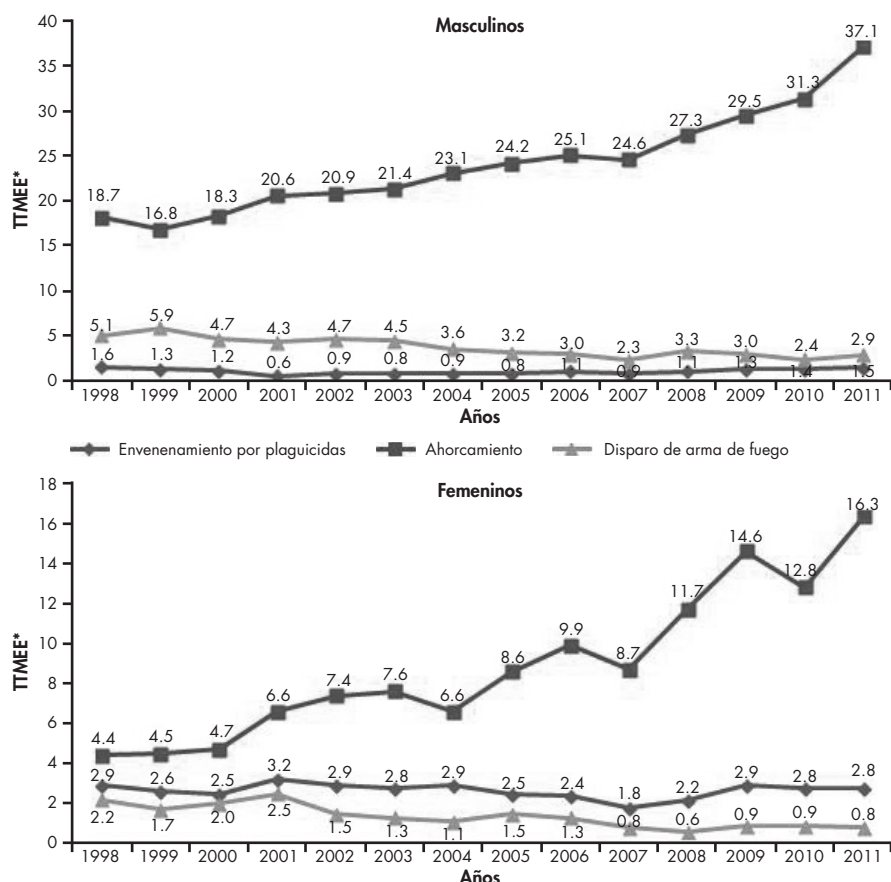 Masculinos
TTMEE*
40
35
30
25
20
15
10
5
0
18.7 16.8 18.3 20.6 20.9 21.4 23.1 24.2 25.1 24.6 27.3 29.5 31.3 37.1
5.1 5.9 4.7 4.3 4.7 4.5 3.6 3.2 3.0 2.3 3.3 3.0 2.4 2.9
1.6 1.3 1.2 0.6 0.9 0.8 0.9 0.8 1.1 0.9 1.1 1.3 1.4 1.5
1998 1999 2000 2001 2002 2003 2004 2005 2006 2007 2008 2009 2010 2011
Años
Envenenamiento por plaguicidas Ahorcamiento Disparo de arma de fuego
Femeninos
TTMEE*
18
16
14
12
10
8
6
4
2
0
4.4 4.5 4.7 6.6 7.4 7.6 6.6 8.6 9.9 8.7 11.7 14.6 12.8 16.3
2.9 2.6 2.5 3.2 2.9 2.8 2.9 2.5 2.4 1.8 2.2 2.9 2.8 2.8
2.2 1.7 2.0 2.5 1.5 1.3 1.1 1.5 1.3 0.8 0.6 0.9 0.9 0.8
1998 1999 2000 2001 2002 2003 2004 2005 2006 2007 2008 2009 2010 2011
Años